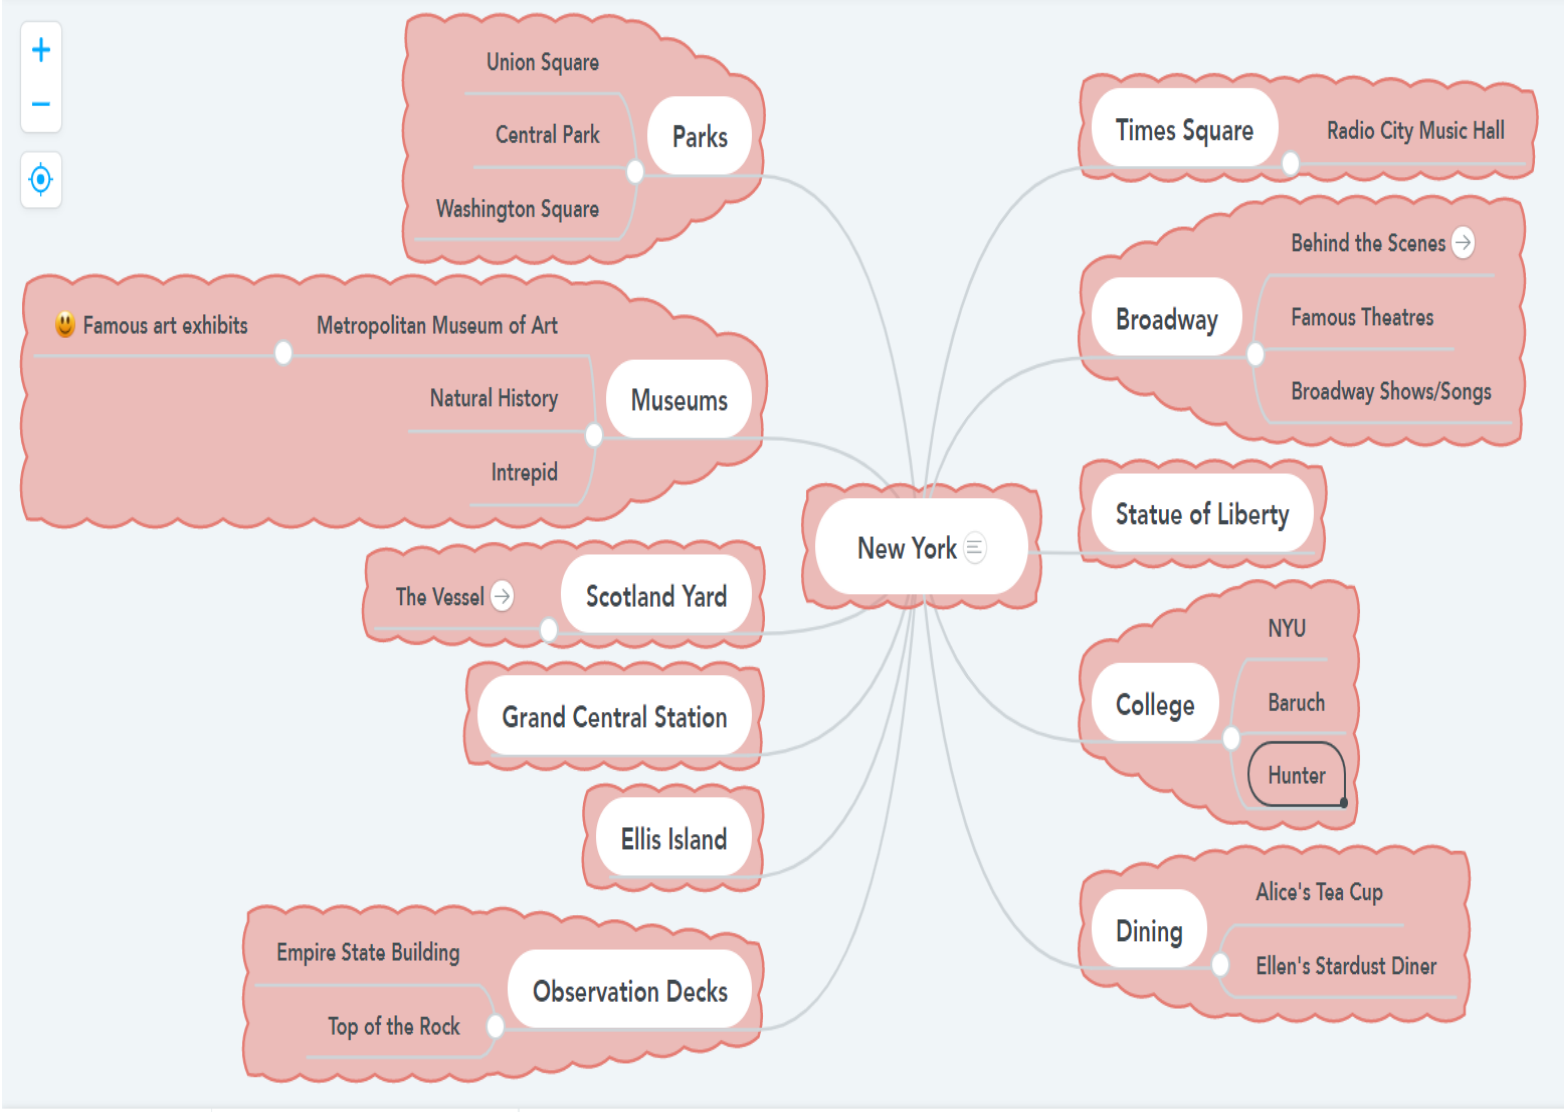 Union Square
Central Park
Washington Square
Parks
Famous art exhibits
Metropolitan Museum of Art
Natural History
Intrepid
Museums
The Vessel
Scotland Yard
Grand Central Station
Ellis Island
Empire State Building
Top of the Rock
Observation Decks
New York
Times Square
Radio City Music Hall
Broadway
Behind the Scenes
Famous Theatres
Broadway Shows/Songs
Statue of Liberty
College
NYU
Baruch
Hunter
Dining
Alice's Tea Cup
Ellen's Stardust Diner